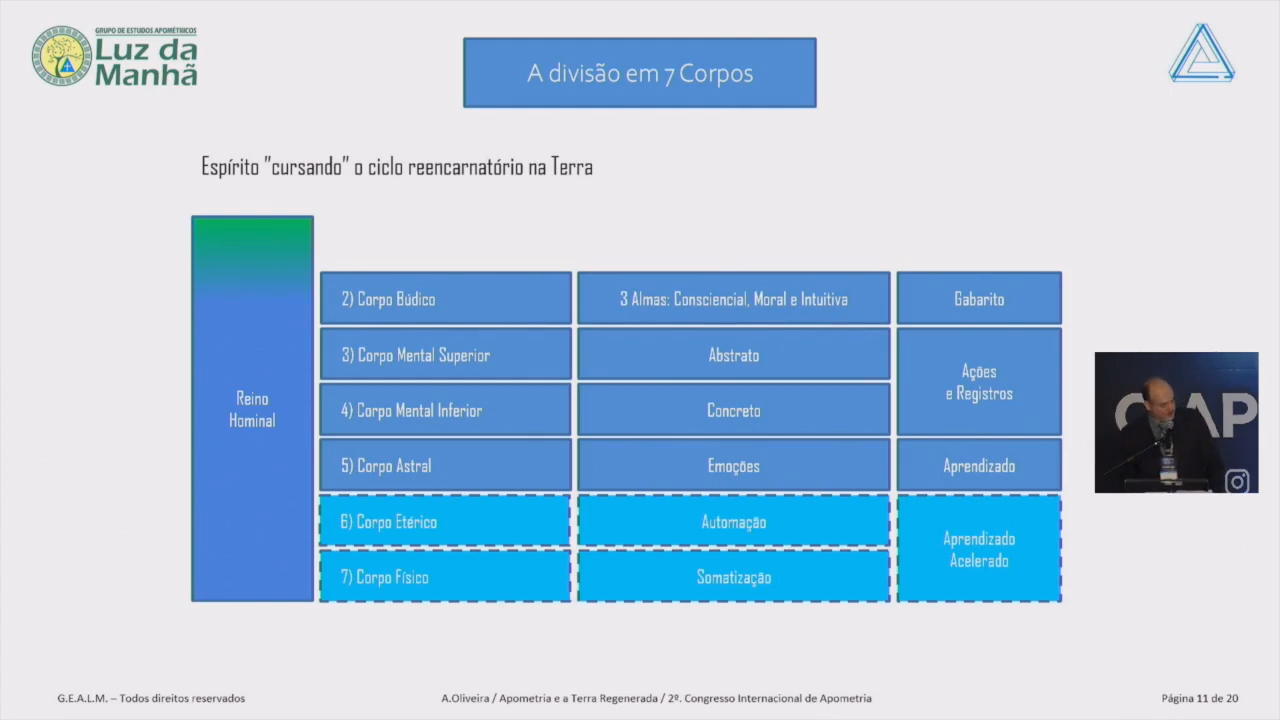 GRUPO DE ESTUDOS APOMÉTRICOS
Luz da
Manhã
A divisão em 7 Corpos
Espírito "cursando" o ciclo reencarnatório na Terra
Reino
Hominal
2) Corpo Búdico
3 Almas: Consciencial, Moral e Intuitiva
Gabarito
3) Corpo Mental Superior
Abstrato
Ações
e Registros
4) Corpo Mental Inferior
Concreto
5) Corpo Astral
Emoções
Aprendizado
6) Corpo Etérico
Automação
Aprendizado
Acelerado
7) Corpo Físico
Somatização
G.E.A.L.M. – Todos direitos reservados
A.Oliveira / Apometria e a Terra Regenerada / 2º. Congresso Internacional de Apometria
Página 11 de 20